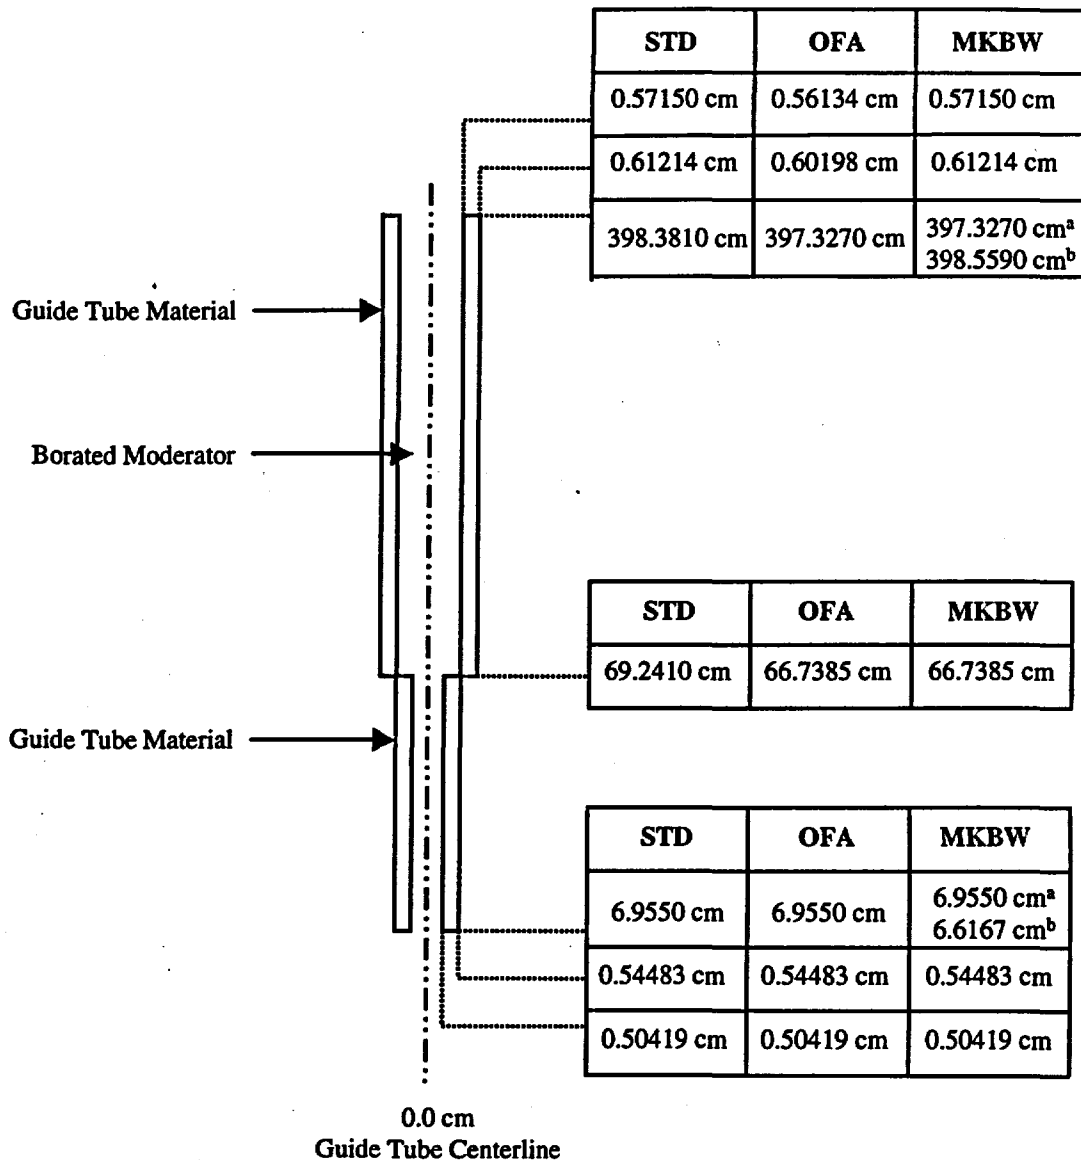 STD OFA MKBW
0.57150 cm 0.56134 cm 0.57150 cm
0.61214 cm 0.60198 cm 0.61214 cm
398.3810 cm 397.3270 cm 397.3270 cmᵃ
398.5590 cmᵇ
Guide Tube Material
Borated Moderator
STD OFA MKBW
69.2410 cm 66.7385 cm 66.7385 cm
Guide Tube Material
STD OFA MKBW
6.9550 cm 6.9550 cm 6.9550 cmᵃ
6.6167 cmᵇ
0.54483 cm 0.54483 cm 0.54483 cm
0.50419 cm 0.50419 cm 0.50419 cm
0.0 cm
Guide Tube Centerline